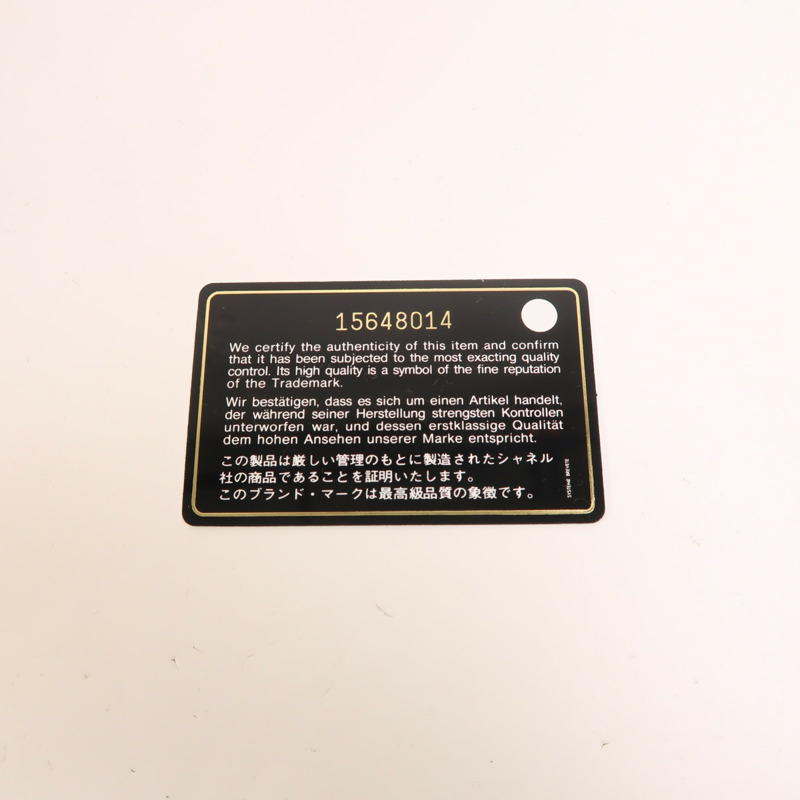 15648014
We certify the authenticity of this item and confirm
that it has been subjected to the most exacting quality
control. Its high quality is a symbol of the fine reputation
of the Trademark.
Wir bestätigen, dass es sich um einen Artikel handelt,
der während seiner Herstellung strengsten Kontrollen
unterworfen war, und dessen erstklassige Qualität
dem hohen Ansehen unserer Marke entspricht.
この製品は厳しい管理のもとに製造されたシャネル
社の商品であることを証明いたします。
このブランド・マークは最高級品質の象徴です。
SYSTEME BREVETE